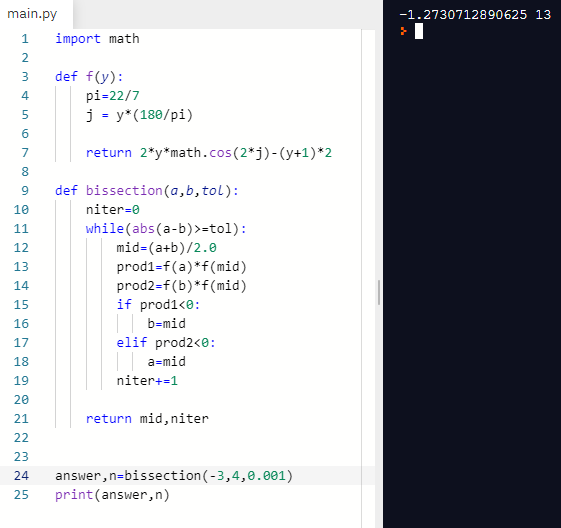 main.py
-1.2730712890625 13
1 import math
2
3 def f(y):
4 pi=22/7
5 j = y*(180/pi)
6
7 return 2*y*math.cos(2*j)-(y+1)*2
8
9 def bissection(a,b,tol):
10 niter=0
11 while(abs(a-b)>=tol):
12 mid=(a+b)/2.0
13 prod1=f(a)*f(mid)
14 prod2=f(b)*f(mid)
15 if prod1<0:
16 b=mid
17 elif prod2<0:
18 a=mid
19 niter+=1
20
21 return mid,niter
22
23
24 answer,n=bissection(-3,4,0.001)
25 print(answer,n)